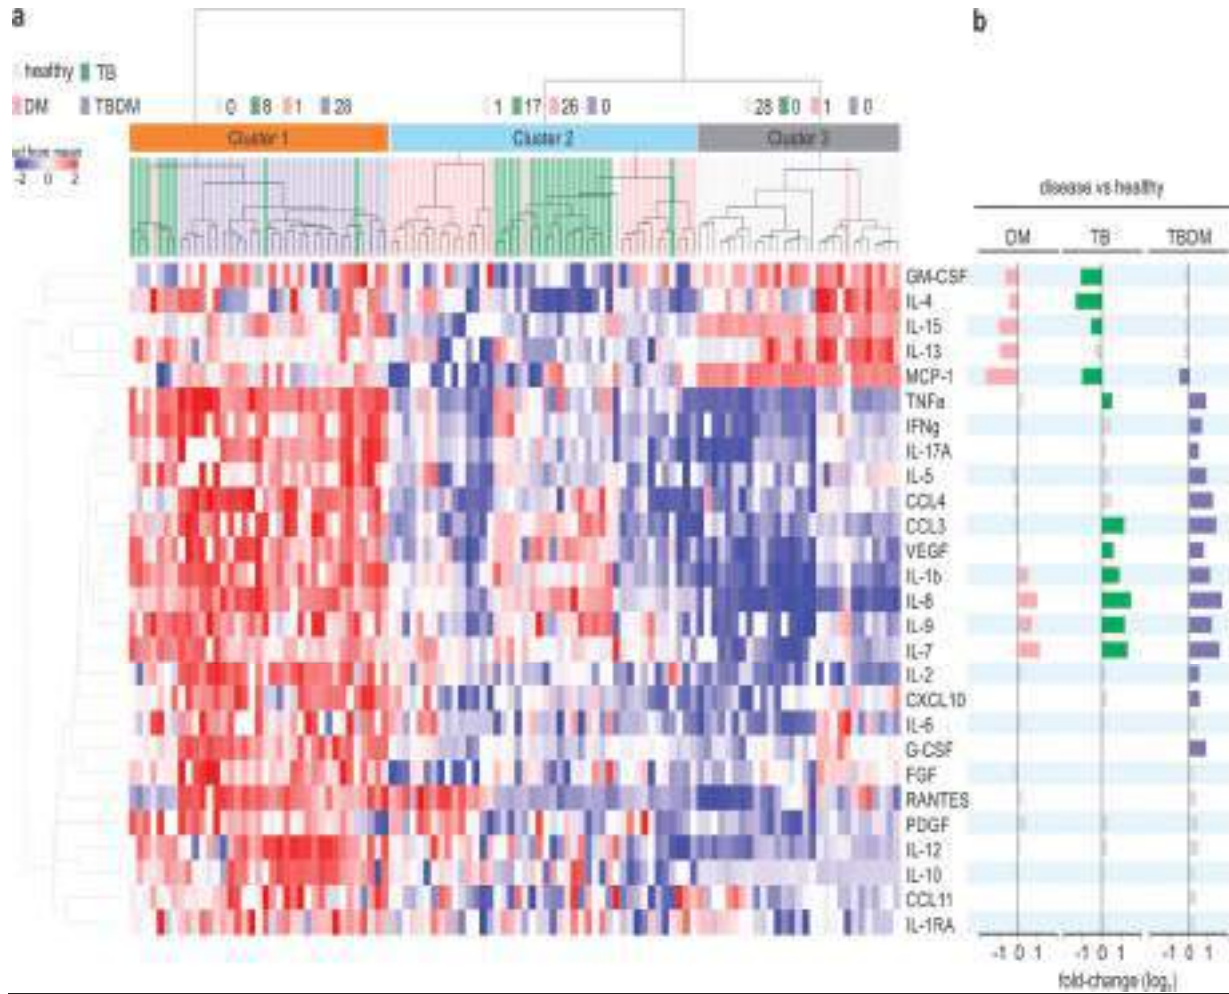 a
b
healthy TB
DM TBDM
0 8 1 28
1 17 26 0
28 0 1 0
Cluster 1
Cluster 2
Cluster 3
from mean
-2 0 2
disease vs healthy
DM TB TBDM
GM-CSF
IL-4
IL-15
IL-13
MCP-1
TNFa
IFNg
IL-17A
IL-5
CCL4
CCL3
VEGF
IL-1b
IL-8
IL-9
IL-7
IL-2
CXCL10
IL-6
G-CSF
FGF
RANTES
PDGF
IL-12
IL-10
CCL11
IL-1RA
-1 0 1 -1 0 1 -1 0 1
fold-change (log₂)